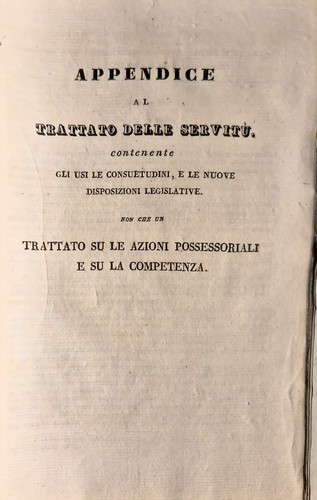 APPENDICE
AL
TRATTATO DELLE SERVITÙ.
contenente
GLI USI LE CONSUETUDINI, E LE NUOVE
DISPOSIZIONI LEGISLATIVE.
NON CHE UN
TRATTATO SU LE AZIONI POSSESSORIALI
E SU LA COMPETENZA.